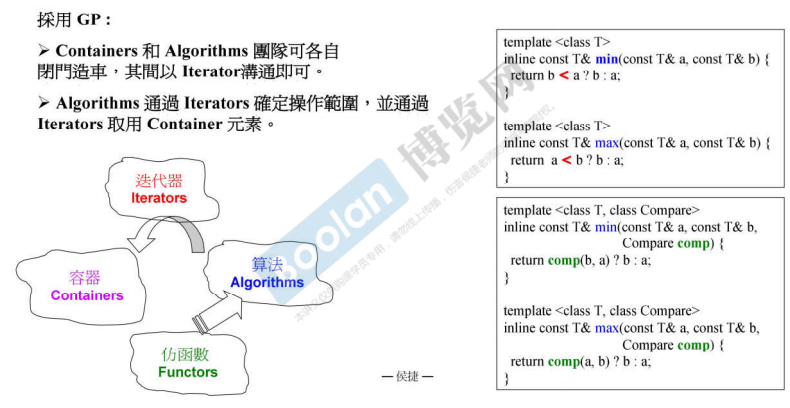 採用 GP :
➢ Containers 和 Algorithms 團隊可各自
閉門造車，其間以 Iterator溝通即可。
➢ Algorithms 通過 Iterators 確定操作範圍，並通過
Iterators 取用 Container 元素。
迭代器
Iterators
容器
Containers
算法
Algorithms
仿函數
Functors
— 侯捷 —
Boolan 博览网
template <class T>
inline const T& min(const T& a, const T& b) {
return b < a ? b : a;
}
template <class T>
inline const T& max(const T& a, const T& b) {
return a < b ? b : a;
}
template <class T, class Compare>
inline const T& min(const T& a, const T& b,
Compare comp) {
return comp(b, a) ? b : a;
}
template <class T, class Compare>
inline const T& max(const T& a, const T& b,
Compare comp) {
return comp(a, b) ? b : a;
}